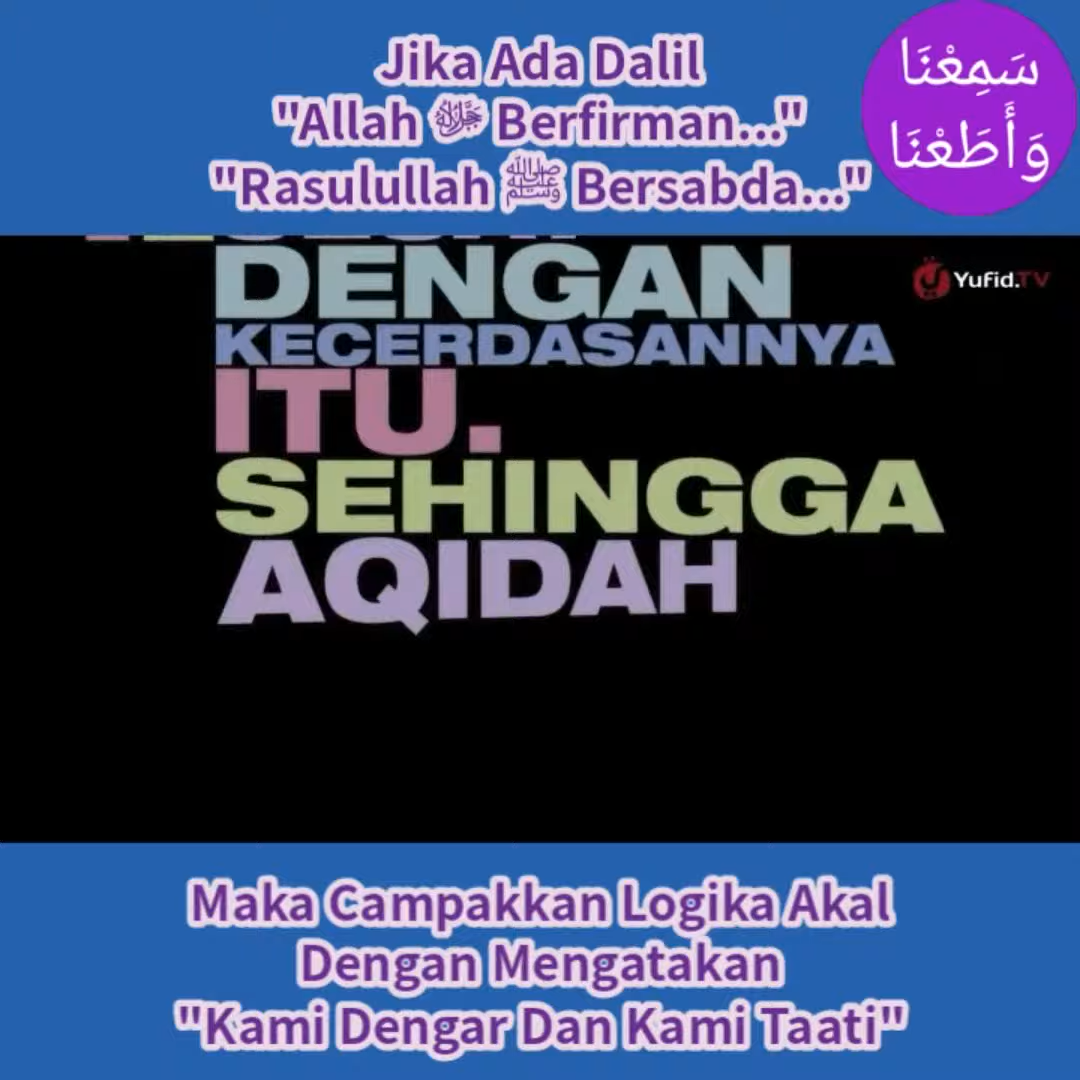 Jika Ada Dalil
"Allah ﷻ Berfirman..."
"Rasulullah ﷺ Bersabda..."
سَمِعْنَا
وَأَطَعْنَا
DENGAN
KECERDASANNYA
ITU.
SEHINGGA
AQIDAH
Yufid.TV
Maka Campakkan Logika Akal
Dengan Mengatakan
"Kami Dengar Dan Kami Taati"